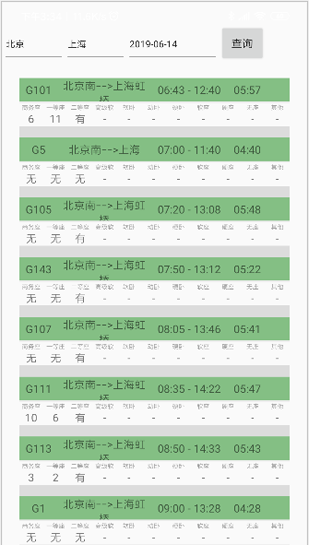 北京 上海 2019-06-14 查询
G101 北京南-->上海虹桥 06:43 - 12:40 05:57
商务座 一等座 二等座 高级软 软卧 动卧 硬卧 软座 硬座 无座 其他
6 11 有 - - - - - - - -
G5 北京南-->上海 07:00 - 11:40 04:40
商务座 一等座 二等座 高级软 软卧 动卧 硬卧 软座 硬座 无座 其他
无 无 无 - - - - - - - -
G105 北京南-->上海虹桥 07:20 - 13:08 05:48
商务座 一等座 二等座 高级软 软卧 动卧 硬卧 软座 硬座 无座 其他
无 无 有 - - - - - - - -
G143 北京南-->上海虹桥 07:50 - 13:12 05:22
商务座 一等座 二等座 高级软 软卧 动卧 硬卧 软座 硬座 无座 其他
无 无 有 - - - - - - - -
G107 北京南-->上海虹桥 08:05 - 13:46 05:41
商务座 一等座 二等座 高级软 软卧 动卧 硬卧 软座 硬座 无座 其他
无 无 有 - - - - - - - -
G111 北京南-->上海虹桥 08:35 - 14:22 05:47
商务座 一等座 二等座 高级软 软卧 动卧 硬卧 软座 硬座 无座 其他
10 6 有 - - - - - - - -
G113 北京南-->上海虹桥 08:50 - 14:33 05:43
商务座 一等座 二等座 高级软 软卧 动卧 硬卧 软座 硬座 无座 其他
3 2 有 - - - - - - - -
G1 北京南-->上海虹桥 09:00 - 13:28 04:28
商务座 一等座 二等座 高级软 软卧 动卧 硬卧 软座 硬座 无座 其他
无 无 无 - - - - - - - -